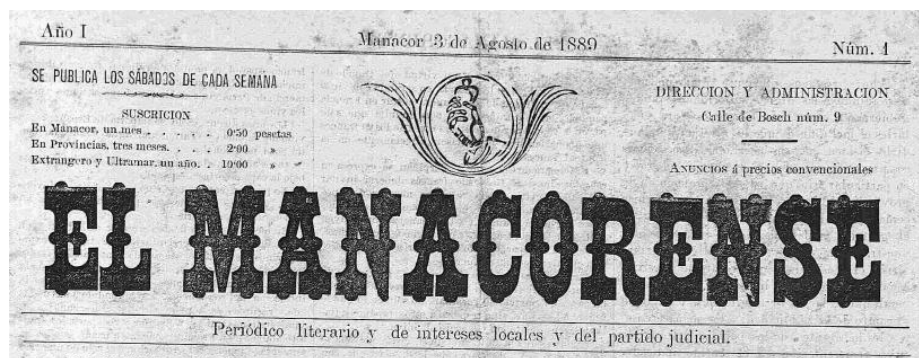 Año I
Manacor 3 de Agosto de 1889
Núm. 1
SE PUBLICA LOS SÁBADOS DE CADA SEMANA
SUSCRICION
En Manacor, un mes . . . . . 0'50 pesetas
En Provincias, tres meses. . . . 2'00 »
Extrangero y Ultramar, un año. . 10'00 »
DIRECCION Y ADMINISTRACION
Calle de Bosch núm. 9
ANUNCIOS á precios convencionales
EL MANACORENSE
Periódico literario y de intereses locales y del partido judicial.